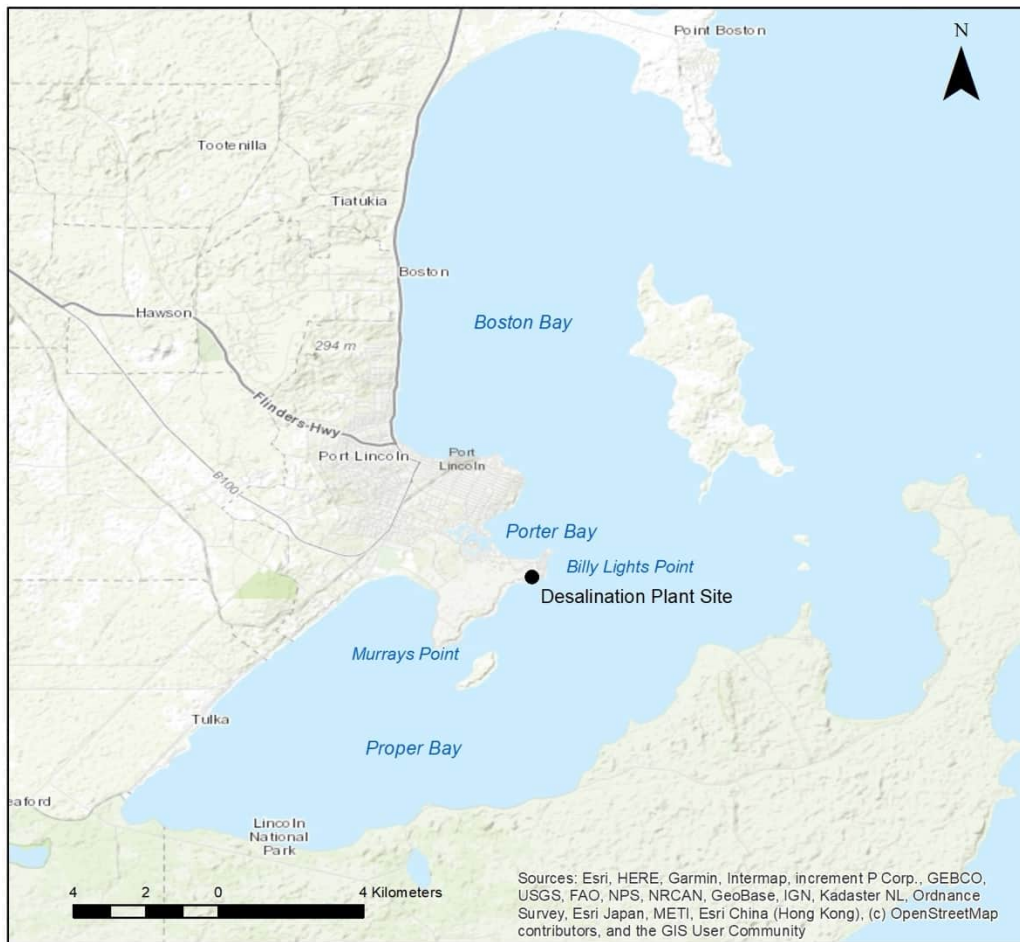 Point Boston
N
Tootenilla
Tiatukia
Boston
Hawson
Boston Bay
294 m
Flinders-Hwy
Port Lincoln
Port
Lincoln
B100
Porter Bay
Billy Lights Point
Desalination Plant Site
Murrays Point
Tulka
Proper Bay
eaford
Lincoln
National
Park
4 2 0 4 Kilometers
Sources: Esri, HERE, Garmin, Intermap, increment P Corp., GEBCO,
USGS, FAO, NPS, NRCAN, GeoBase, IGN, Kadaster NL, Ordnance
Survey, Esri Japan, METI, Esri China (Hong Kong), (c) OpenStreetMap
contributors, and the GIS User Community